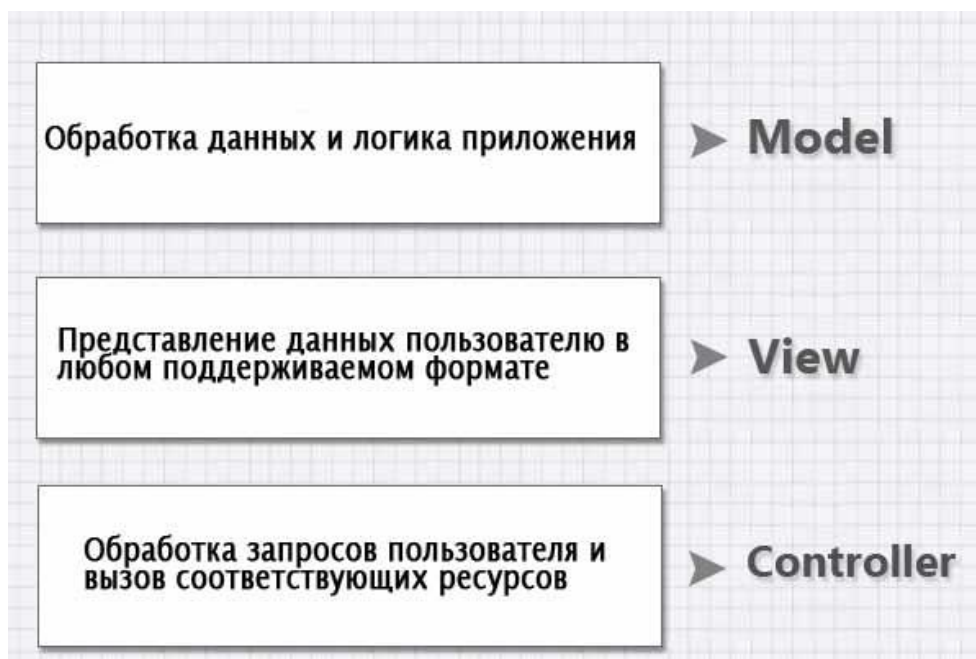 Обработка данных и логика приложения
Model
Представление данных пользователю в
любом поддерживаемом формате
View
Обработка запросов пользователя и
вызов соответствующих ресурсов
Controller